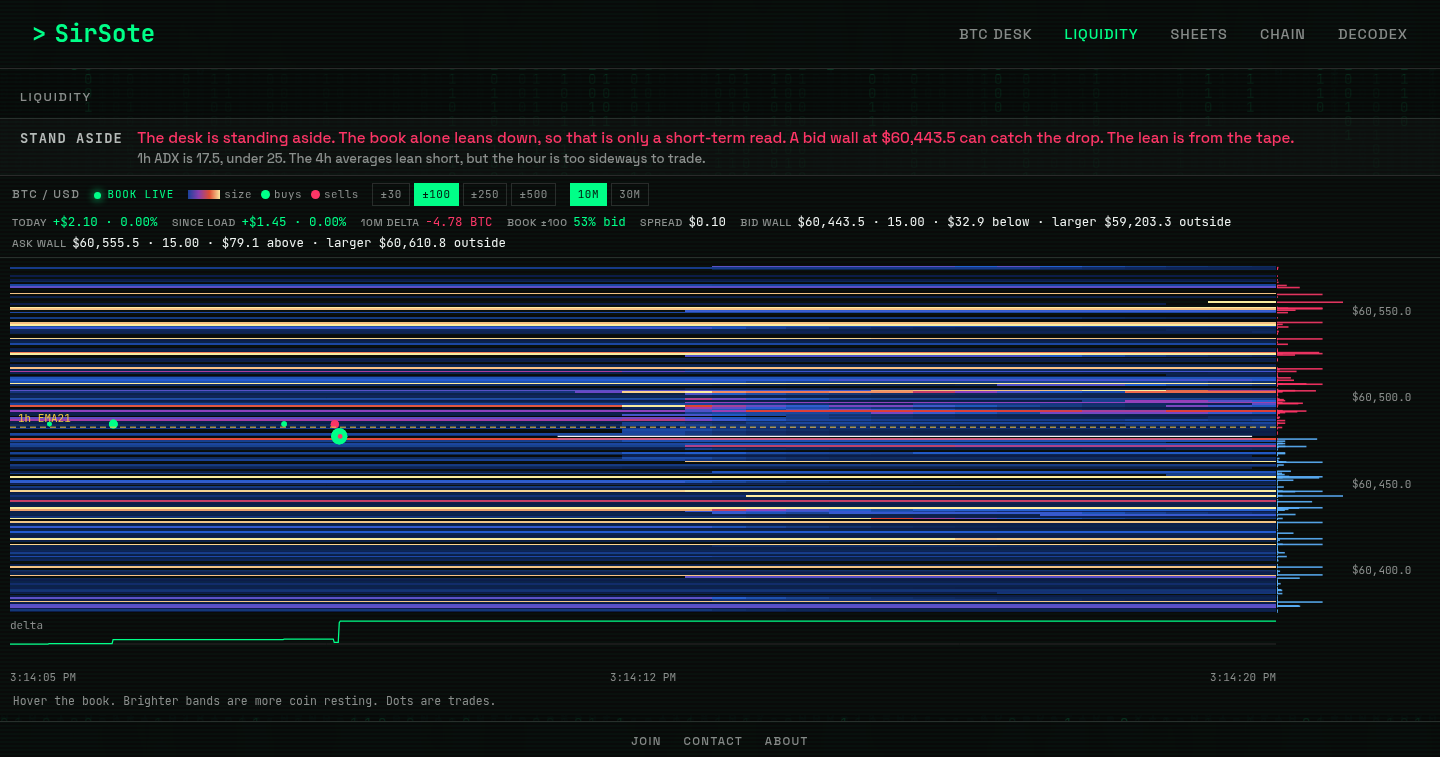 > SirSote
BTC DESK LIQUIDITY SHEETS CHAIN DECODEX
LIQUIDITY
STAND ASIDE The desk is standing aside. The book alone leans down, so that is only a short-term read. A bid wall at $60,443.5 can catch the drop. The lean is from the tape.
1h ADX is 17.5, under 25. The 4h averages lean short, but the hour is too sideways to trade.
BTC / USD BOOK LIVE size buys sells ±30 ±100 ±250 ±500 10M 30M
TODAY +$2.10 · 0.00% SINCE LOAD +$1.45 · 0.00% 10M DELTA -4.78 BTC BOOK ±100 53% bid SPREAD $0.10 BID WALL $60,443.5 · 15.00 · $32.9 below · larger $59,203.3 outside
ASK WALL $60,555.5 · 15.00 · $79.1 above · larger $60,610.8 outside
$60,550.0
$60,500.0
1h EMA21
$60,450.0
$60,400.0
delta
3:14:05 PM 3:14:12 PM 3:14:20 PM
Hover the book. Brighter bands are more coin resting. Dots are trades.
JOIN CONTACT ABOUT